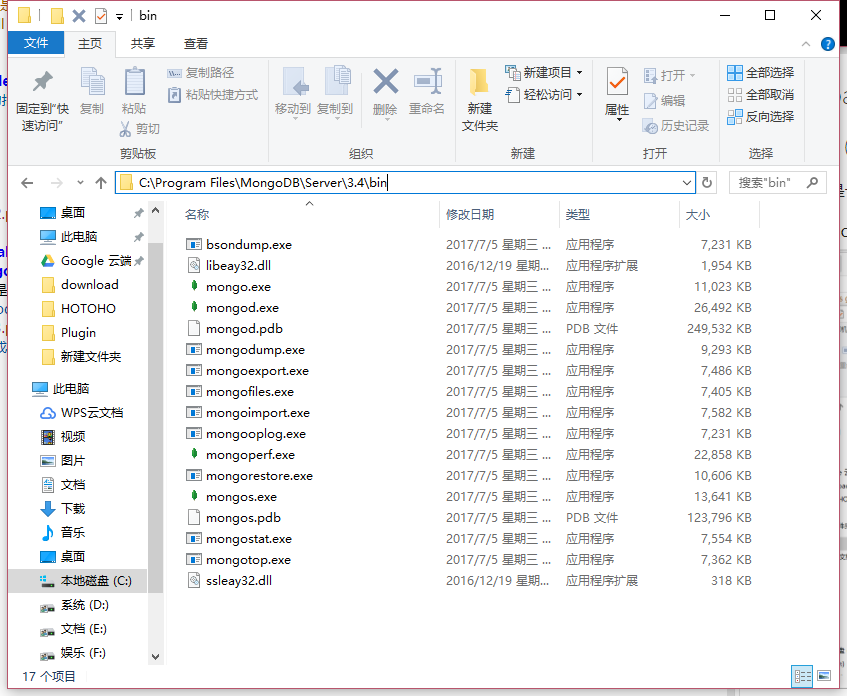 bin
文件 主页 共享 查看
固定到"快速访问" 复制 粘贴 复制路径 粘贴快捷方式 剪切
移动到 复制到 删除 重命名
新建文件夹 新建项目 轻松访问
属性 打开 编辑 历史记录
全部选择 全部取消 反向选择
剪贴板 组织 新建 打开 选择
C:\Program Files\MongoDB\Server\3.4\bin
搜索"bin"
桌面
此电脑
Google 云端
download
HOTOHO
Plugin
新建文件夹
此电脑
WPS云文档
视频
图片
文档
下载
音乐
桌面
本地磁盘 (C:)
系统 (D:)
文档 (E:)
娱乐 (F:)
名称 修改日期 类型 大小
bsondump.exe 2017/7/5 星期三 ... 应用程序 7,231 KB
libeay32.dll 2016/12/19 星期... 应用程序扩展 1,954 KB
mongo.exe 2017/7/5 星期三 ... 应用程序 11,023 KB
mongod.exe 2017/7/5 星期三 ... 应用程序 26,492 KB
mongod.pdb 2017/7/5 星期三 ... PDB 文件 249,532 KB
mongodump.exe 2017/7/5 星期三 ... 应用程序 9,293 KB
mongoexport.exe 2017/7/5 星期三 ... 应用程序 7,486 KB
mongofiles.exe 2017/7/5 星期三 ... 应用程序 7,405 KB
mongoimport.exe 2017/7/5 星期三 ... 应用程序 7,582 KB
mongooplog.exe 2017/7/5 星期三 ... 应用程序 7,231 KB
mongoperf.exe 2017/7/5 星期三 ... 应用程序 22,858 KB
mongorestore.exe 2017/7/5 星期三 ... 应用程序 10,606 KB
mongos.exe 2017/7/5 星期三 ... 应用程序 13,641 KB
mongos.pdb 2017/7/5 星期三 ... PDB 文件 123,796 KB
mongostat.exe 2017/7/5 星期三 ... 应用程序 7,554 KB
mongotop.exe 2017/7/5 星期三 ... 应用程序 7,362 KB
ssleay32.dll 2016/12/19 星期... 应用程序扩展 318 KB
17 个项目